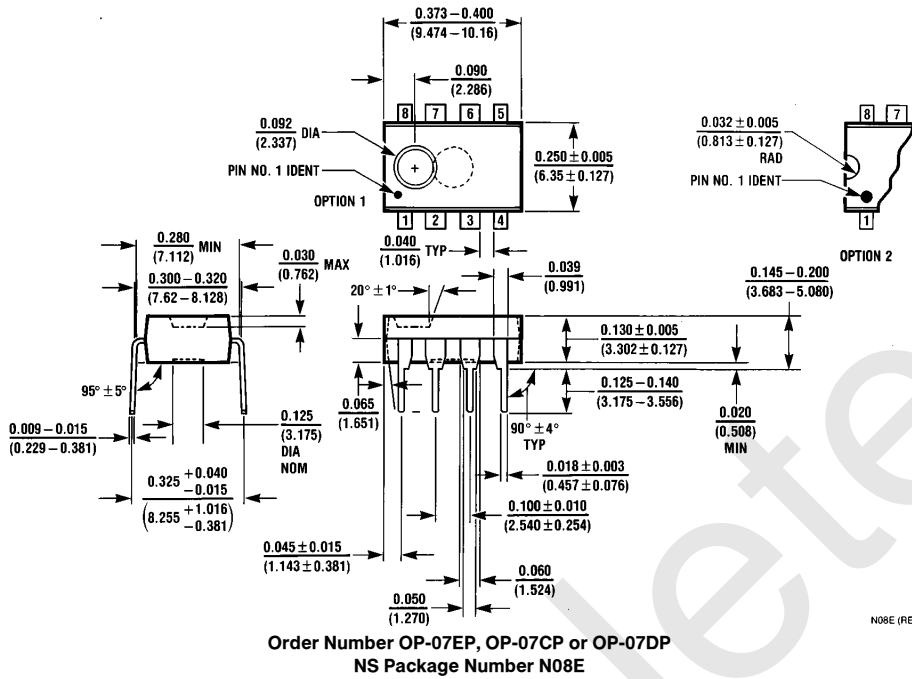 0.373 – 0.400
(9.474 – 10.16)
0.090
(2.286)
8 7 6 5
0.092 DIA
(2.337)
PIN NO. 1 IDENT
OPTION 1
1 2 3 4
0.250 ± 0.005
(6.35 ± 0.127)
8 7
0.032 ± 0.005
(0.813 ± 0.127)
RAD
PIN NO. 1 IDENT
1
OPTION 2
0.280 MIN
(7.112)
0.030 MAX
(0.762)
0.300 – 0.320
(7.62 – 8.128)
0.040 TYP
(1.016)
0.039
(0.991)
0.145 – 0.200
(3.683 – 5.080)
20° ± 1°
0.130 ± 0.005
(3.302 ± 0.127)
95° ± 5°
0.065
(1.651)
0.125 – 0.140
(3.175 – 3.556)
90° ± 4°
TYP
0.020
(0.508)
MIN
0.009 – 0.015
(0.229 – 0.381)
0.125
(3.175)
DIA
NOM
0.018 ± 0.003
(0.457 ± 0.076)
0.325 +0.040
–0.015
(8.255 +1.016
–0.381)
0.100 ± 0.010
(2.540 ± 0.254)
0.045 ± 0.015
(1.143 ± 0.381)
0.060
(1.524)
0.050
(1.270)
N08E (RE
Order Number OP-07EP, OP-07CP or OP-07DP
NS Package Number N08E
lete